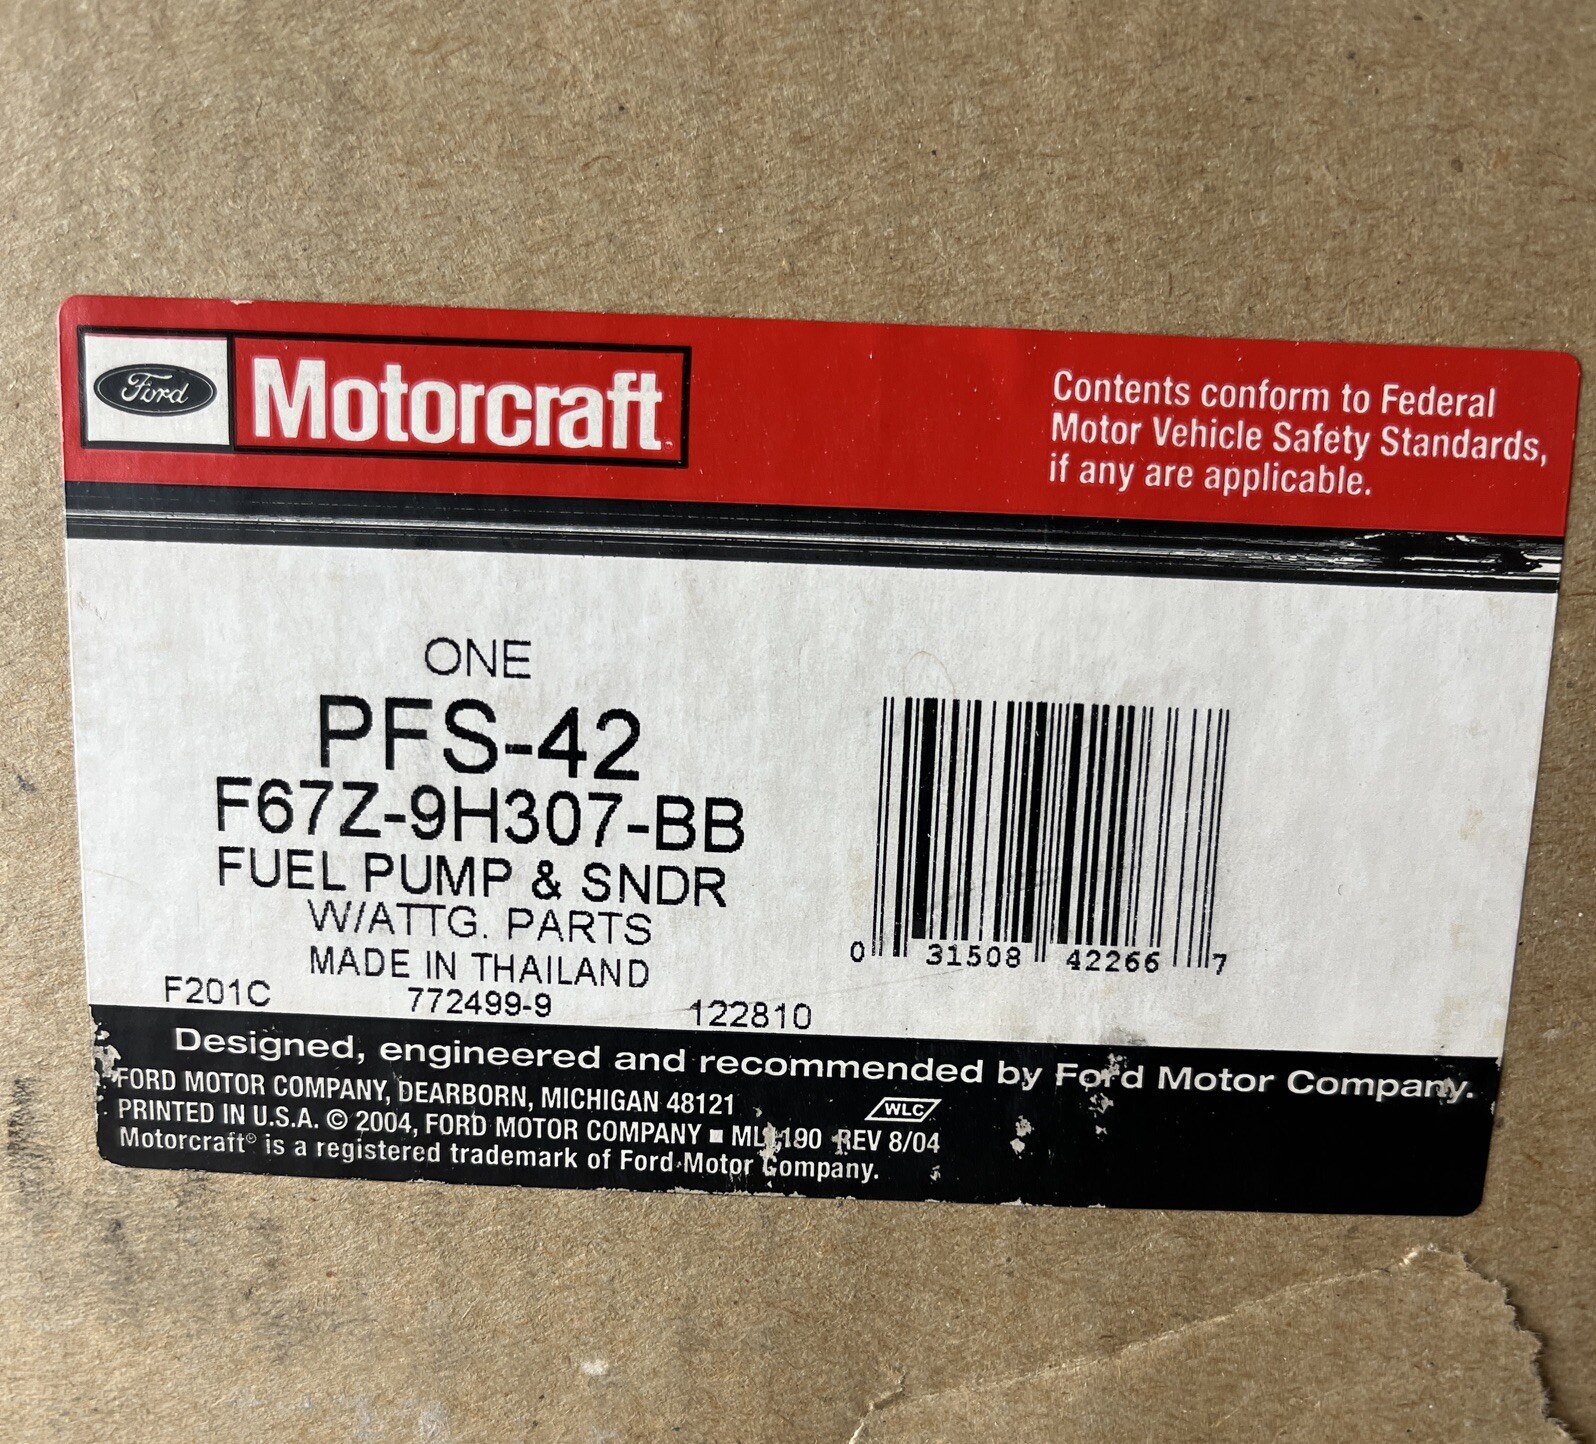 Ford
Motorcraft
Contents conform to Federal
Motor Vehicle Safety Standards,
if any are applicable.
ONE
PFS-42
F67Z-9H307-BB
FUEL PUMP & SNDR
W/ATTG. PARTS
MADE IN THAILAND
F201C 772499-9 122810
0 31508 42266 7
Designed, engineered and recommended by Ford Motor Company.
FORD MOTOR COMPANY, DEARBORN, MICHIGAN 48121
WLC
PRINTED IN U.S.A. © 2004, FORD MOTOR COMPANY ■ REV 8/04
Motorcraft® is a registered trademark of Ford Motor Company.